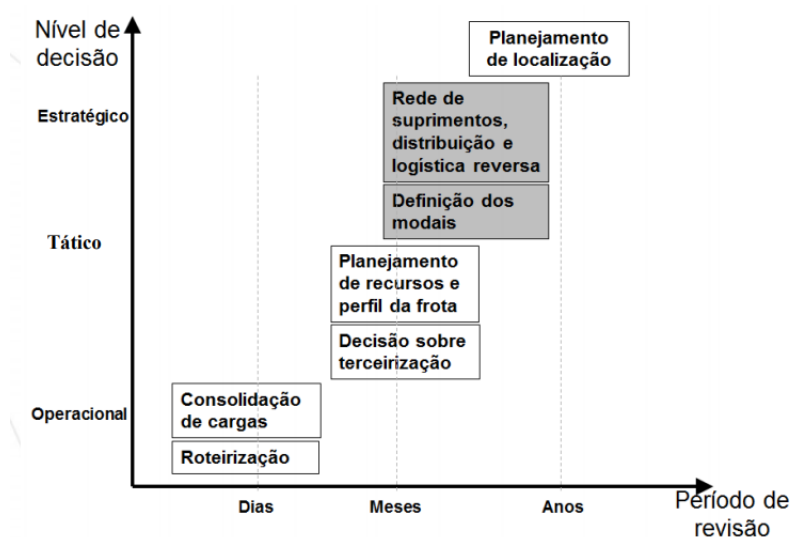 Nível de
decisão
Planejamento
de localização
Estratégico
Rede de
suprimentos,
distribuição e
logística reversa
Definição dos
modais
Tático
Planejamento
de recursos e
perfil da frota
Decisão sobre
terceirização
Operacional
Consolidação
de cargas
Roteirização
Dias
Meses
Anos
Período de
revisão